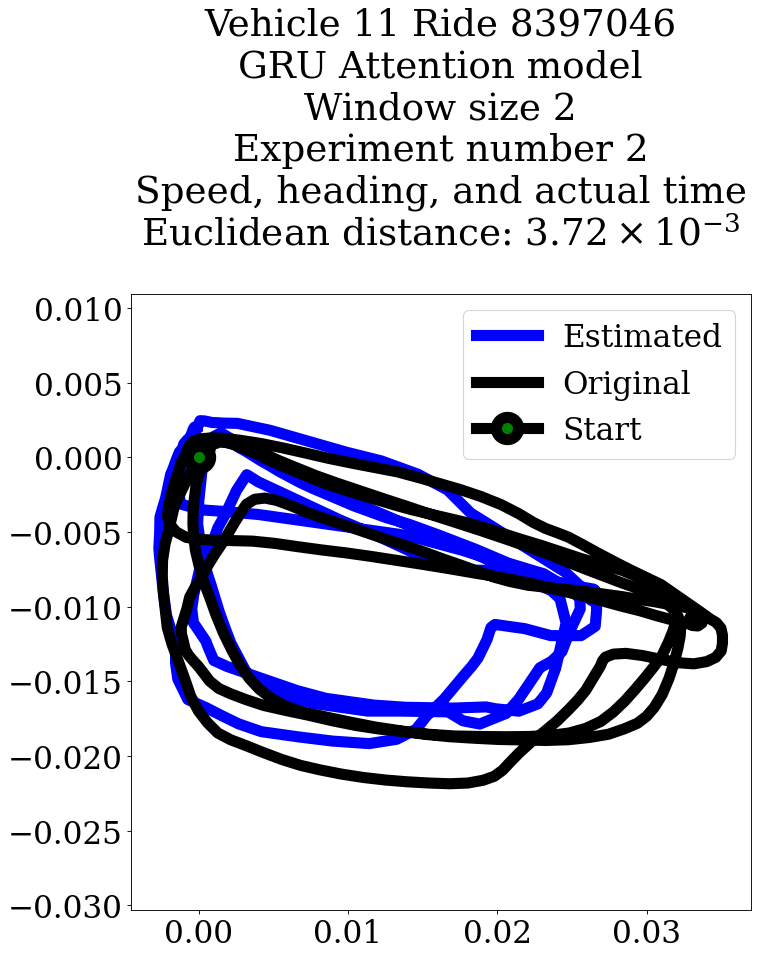 Vehicle 11 Ride 8397046
GRU Attention model
Window size 2
Experiment number 2
Speed, heading, and actual time
Euclidean distance: 3.72 × 10⁻³
0.010
0.005
0.000
−0.005
−0.010
−0.015
−0.020
−0.025
−0.030
Estimated
Original
Start
0.00 0.01 0.02 0.03